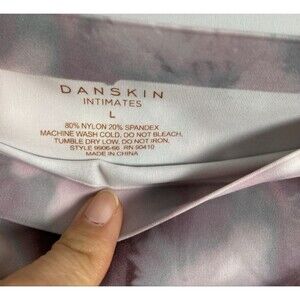 DANSKIN
INTIMATES
L
80% NYLON 20% SPANDEX
MACHINE WASH COLD, DO NOT BLEACH,
TUMBLE DRY LOW, DO NOT IRON,
STYLE 9906-66 RN 90410
MADE IN CHINA